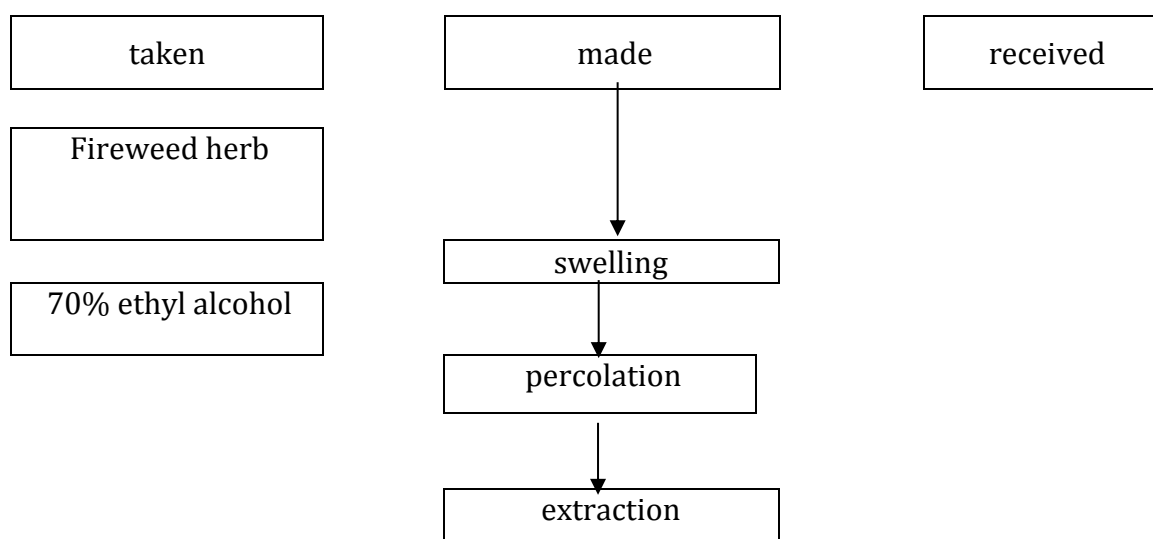 taken
made
received
Fireweed herb
swelling
70% ethyl alcohol
percolation
extraction